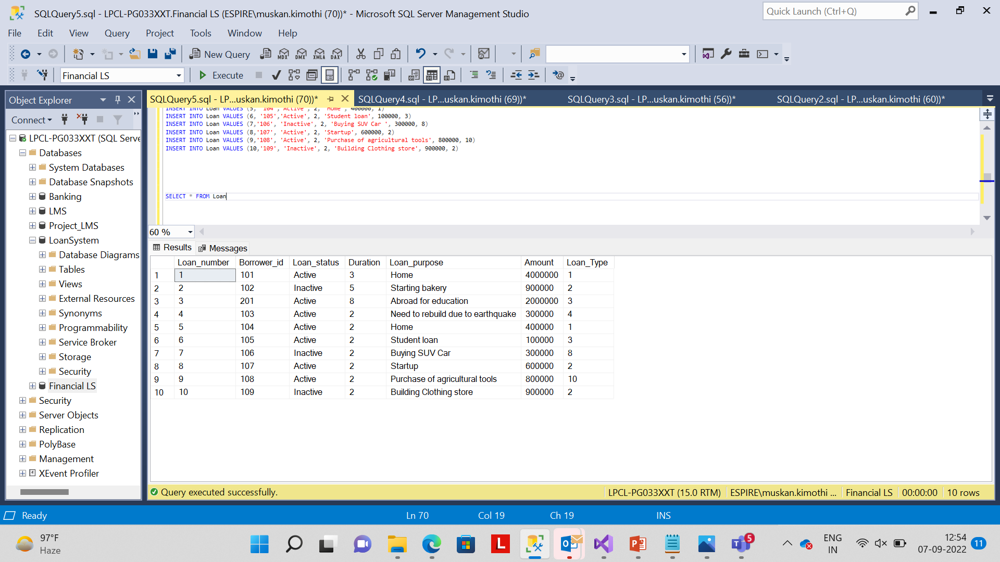 SQLQuery5.sql - LPCL-PG033XXT.Financial LS (ESPIRE\muskan.kimothi (70))* - Microsoft SQL Server Management Studio
Quick Launch (Ctrl+Q)
File Edit View Query Project Tools Window Help
New Query MDX DMX XMLA DAX
Financial LS Execute
Object Explorer
Connect
LPCL-PG033XXT (SQL Serve
Databases
System Databases
Database Snapshots
Banking
LMS
Project_LMS
LoanSystem
Database Diagrams
Tables
Views
External Resources
Synonyms
Programmability
Service Broker
Storage
Security
Financial LS
Security
Server Objects
Replication
PolyBase
Management
XEvent Profiler
SQLQuery5.sql - LP...uskan.kimothi (70))* SQLQuery4.sql - LP...uskan.kimothi (69))* SQLQuery3.sql - LP...uskan.kimothi (56))* SQLQuery2.sql - LP...uskan.kimothi (60))*
INSERT INTO Loan VALUES (5, '104','Active', 2, 'Home', 400000, 1)
INSERT INTO Loan VALUES (6, '105','Active', 2, 'Student loan', 100000, 3)
INSERT INTO Loan VALUES (7,'106', 'Inactive', 2, 'Buying SUV Car ', 300000, 8)
INSERT INTO Loan VALUES (8,'107', 'Active', 2, 'Startup', 600000, 2)
INSERT INTO Loan VALUES (9,'108', 'Active', 2, 'Purchase of agricultural tools', 800000, 10)
INSERT INTO Loan VALUES (10,'109', 'Inactive', 2, 'Building Clothing store', 900000, 2)
SELECT * FROM Loan
60 %
Results Messages
Loan_number Borrower_id Loan_status Duration Loan_purpose Amount Loan_Type
1 1 101 Active 3 Home 4000000 1
2 2 102 Inactive 5 Starting bakery 900000 2
3 3 201 Active 8 Abroad for education 2000000 3
4 4 103 Active 2 Need to rebuild due to earthquake 300000 4
5 5 104 Active 2 Home 400000 1
6 6 105 Active 2 Student loan 100000 3
7 7 106 Inactive 2 Buying SUV Car 300000 8
8 8 107 Active 2 Startup 600000 2
9 9 108 Active 2 Purchase of agricultural tools 800000 10
10 10 109 Inactive 2 Building Clothing store 900000 2
Query executed successfully. LPCL-PG033XXT (15.0 RTM) ESPIRE\muskan.kimothi ... Financial LS 00:00:00 10 rows
Ready Ln 70 Col 19 Ch 19 INS
97°F
Haze
L
5
ENG
IN
12:54
07-09-2022
11